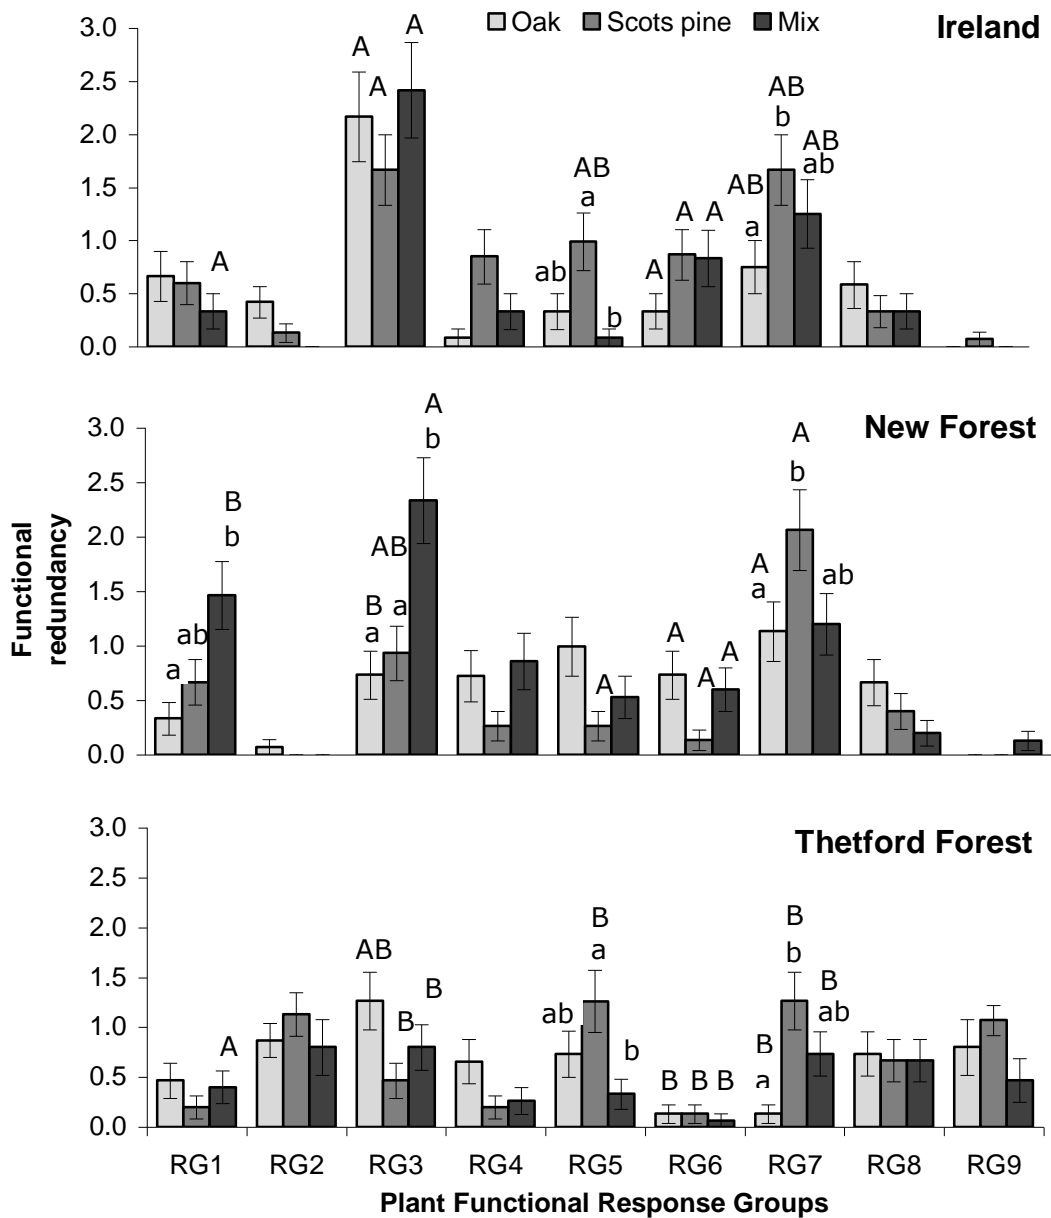 Oak Scots pine Mix
Ireland
3.0
2.5
2.0
1.5
1.0
0.5
0.0
A
A
A
A
ab
AB
a
b
A
A
A
AB
a
AB
b
AB
ab
New Forest
3.0
2.5
2.0
1.5
1.0
0.5
0.0
a
ab
B
b
B
a
AB
a
A
b
A
A
A
A
A
a
A
b
ab
Functional
redundancy
Thetford Forest
3.0
2.5
2.0
1.5
1.0
0.5
0.0
A
AB
B
B
ab
B
a
b
B
B
B
B
a
B
b
B
ab
RG1 RG2 RG3 RG4 RG5 RG6 RG7 RG8 RG9
Plant Functional Response Groups